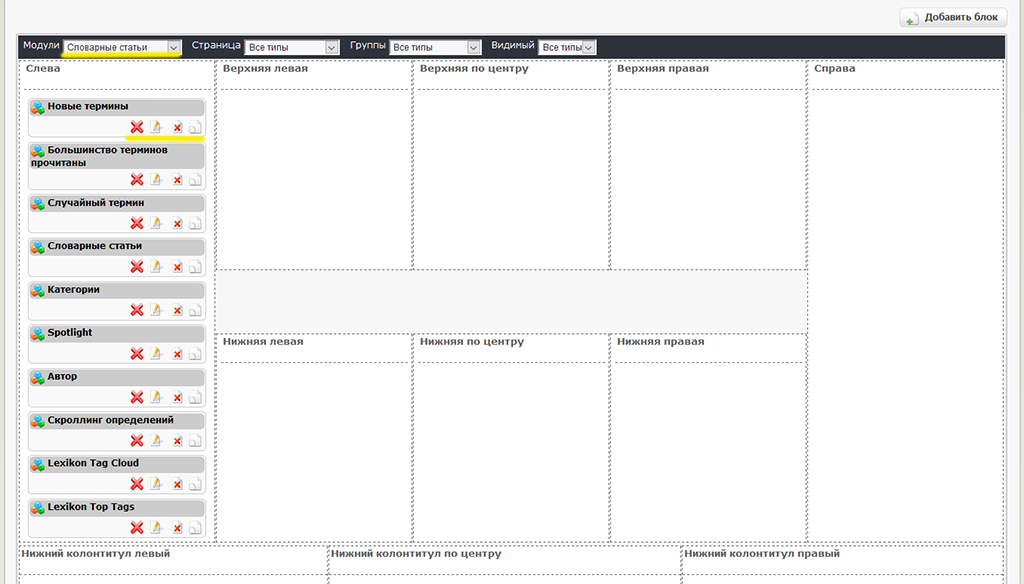 Добавить блок
Модули Словарные статьи Страница Все типы Группы Все типы Видимый Все типы
Слева Верхняя левая Верхняя по центру Верхняя правая Справа
Новые термины
Большинство терминов
прочитаны
Случайный термин
Словарные статьи
Категории
Spotlight
Нижняя левая Нижняя по центру Нижняя правая
Автор
Скроллинг определений
Lexikon Tag Cloud
Lexikon Top Tags
Нижний колонтитул левый Нижний колонтитул по центру Нижний колонтитул правый